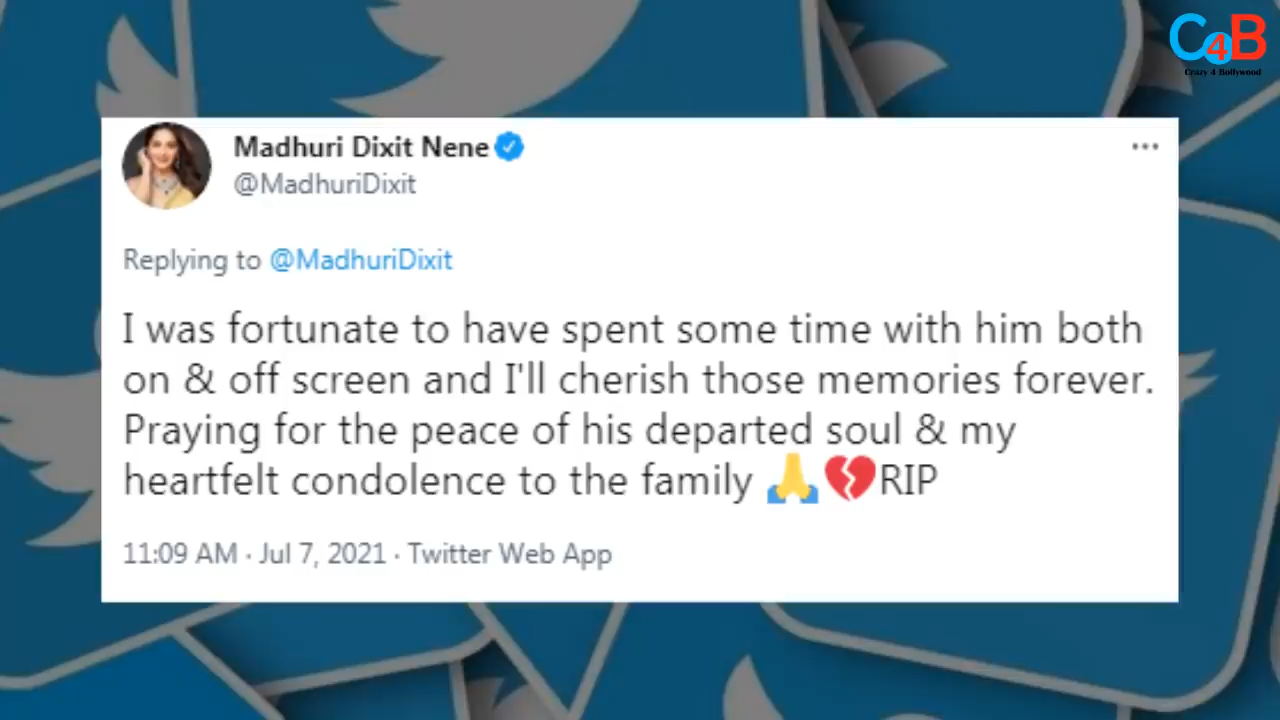 C4B
Crazy 4 Bollywood
Madhuri Dixit Nene
@MadhuriDixit
Replying to @MadhuriDixit
I was fortunate to have spent some time with him both
on & off screen and I'll cherish those memories forever.
Praying for the peace of his departed soul & my
heartfelt condolence to the family 🙏💔RIP
11:09 AM · Jul 7, 2021 · Twitter Web App